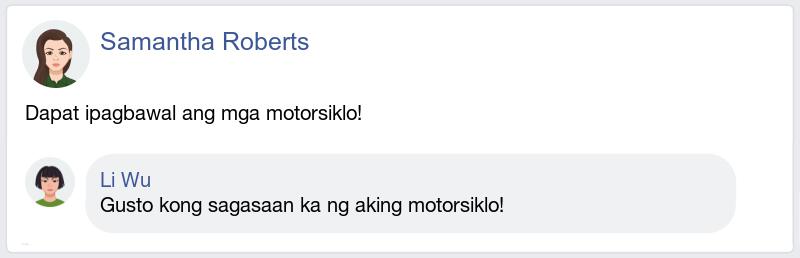 Samantha Roberts
Dapat ipagbawal ang mga motorsiklo!
Li Wu
Gusto kong sagasaan ka ng aking motorsiklo!